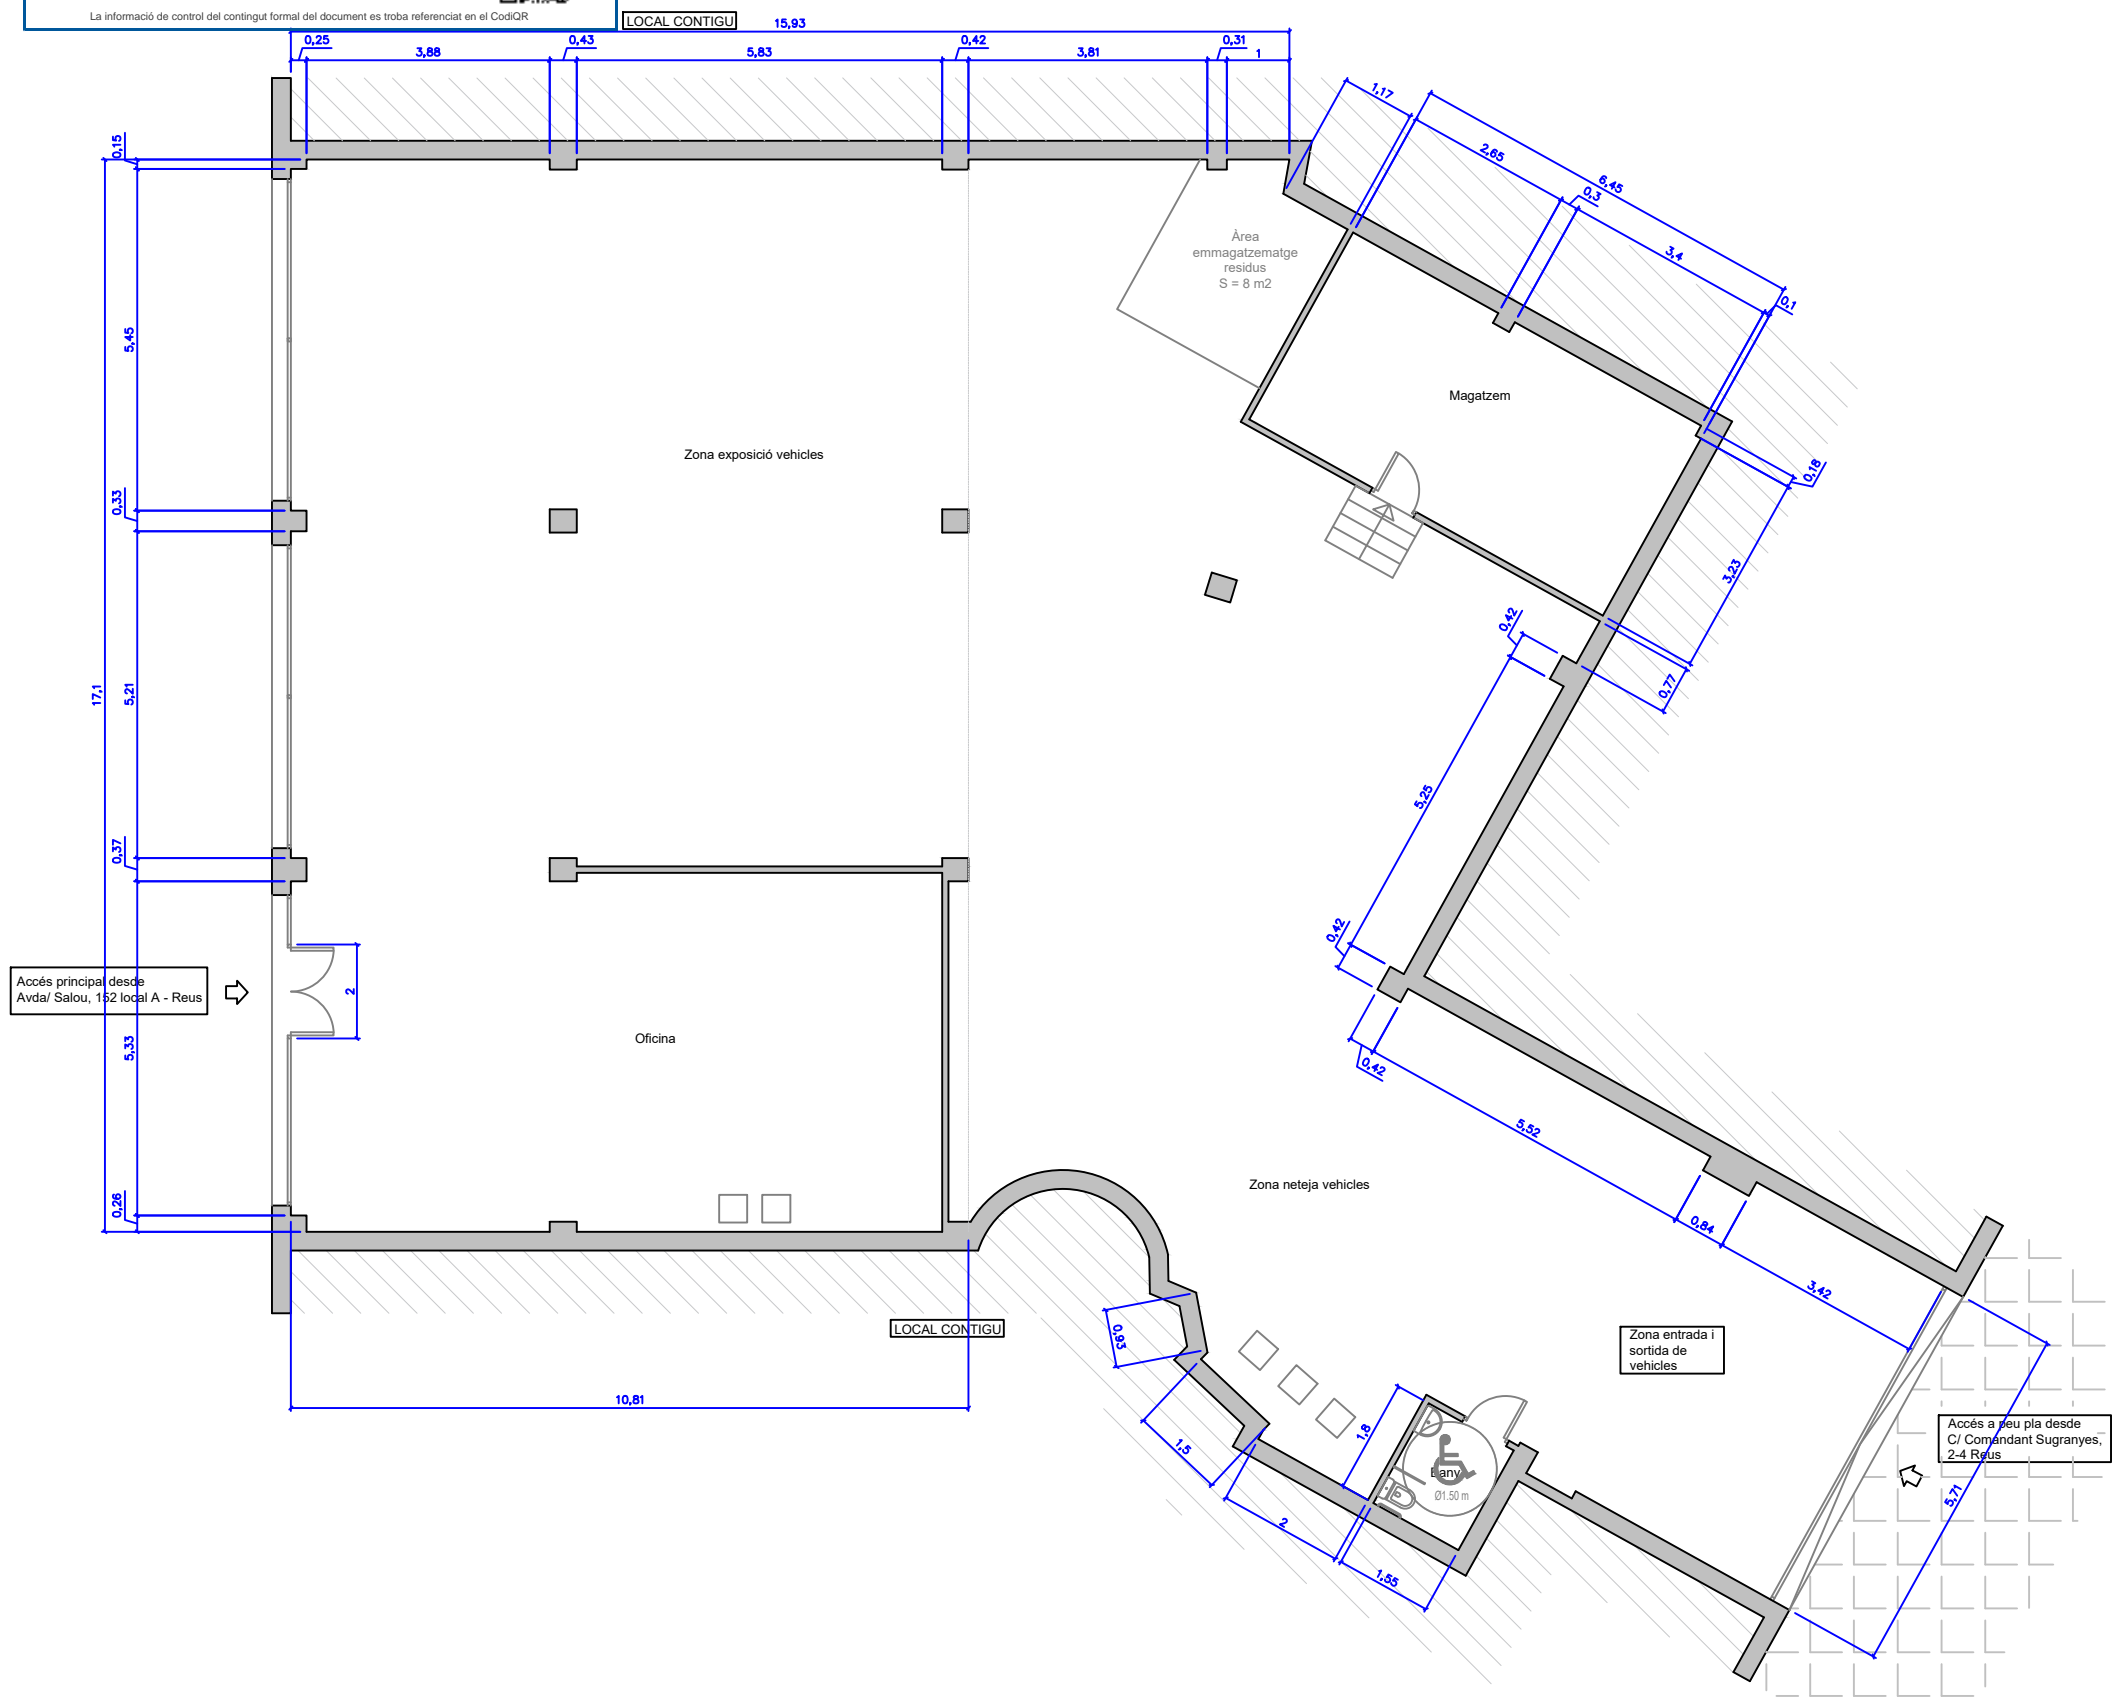 La informació de control del contingut formal del document es troba referenciat en el CodiQR
LOCAL CONTIGU
15,93
0,25
3,88
0,43
5,83
0,42
3,81
0,31
1
1,17
2,65
6,45
0,3
3,4
0,1
0,15
17,1
5,45
0,33
5,21
0,37
5,33
0,26
Àrea
emmagatzematge
residus
S = 8 m2
Magatzem
Zona exposició vehicles
0,18
3,23
0,77
0,42
5,25
0,42
0,42
5,52
0,84
3,42
Accés principal desde
Avda/ Salou, 152 local A - Reus
2
Oficina
Zona neteja vehicles
LOCAL CONTIGU
10,81
0,93
1,5
2
1,55
1,8
Bany
Ø1.50 m
Zona entrada i
sortida de
vehicles
Accés a peu pla desde
C/ Comandant Sugranyes,
2-4 Reus
5,71